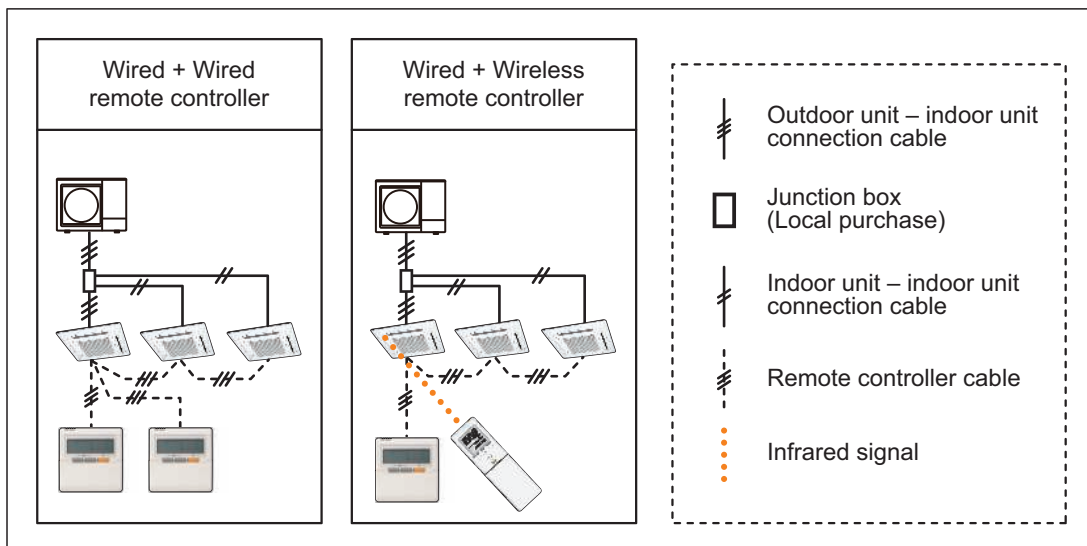 Wired + Wired
remote controller
Wired + Wireless
remote controller
Outdoor unit – indoor unit
connection cable
Junction box
(Local purchase)
Indoor unit – indoor unit
connection cable
Remote controller cable
Infrared signal